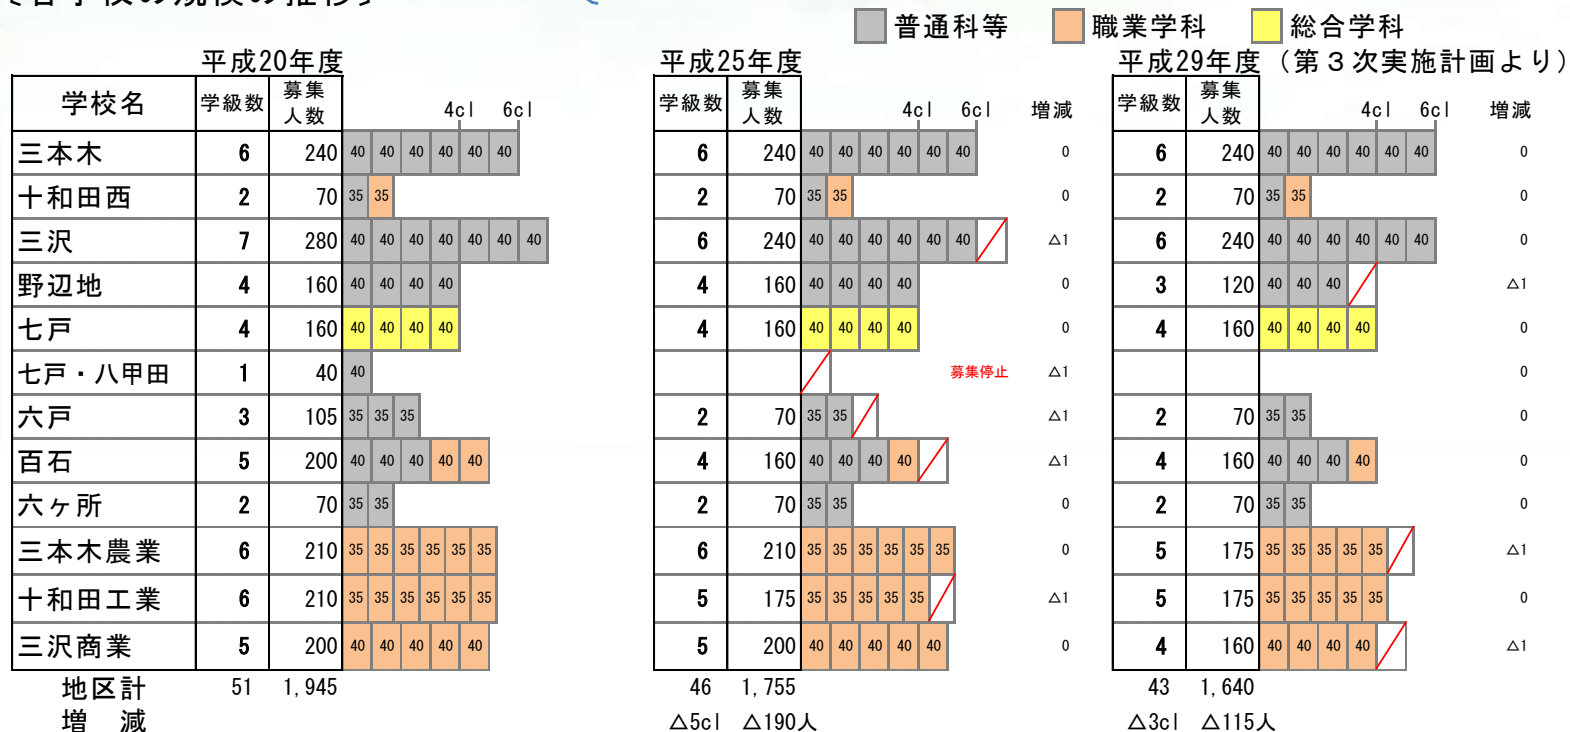 普通科等 職業学科 総合学科
平成20年度 平成25年度 平成29年度（第３次実施計画より）
学校名 学級数 募集人数 4cl 6cl 学級数 募集人数 4cl 6cl 増減 学級数 募集人数 4cl 6cl 増減
三本木 6 240 40 40 40 40 40 40 6 240 40 40 40 40 40 40 0 6 240 40 40 40 40 40 40 0
十和田西 2 70 35 35 2 70 35 35 0 2 70 35 35 0
三沢 7 280 40 40 40 40 40 40 40 6 240 40 40 40 40 40 40 △1 6 240 40 40 40 40 40 40 0
野辺地 4 160 40 40 40 40 4 160 40 40 40 40 0 3 120 40 40 40 △1
七戸 4 160 40 40 40 40 4 160 40 40 40 40 0 4 160 40 40 40 40 0
七戸・八甲田 1 40 40 募集停止 △1 0
六戸 3 105 35 35 35 2 70 35 35 △1 2 70 35 35 0
百石 5 200 40 40 40 40 40 4 160 40 40 40 40 △1 4 160 40 40 40 40 0
六ヶ所 2 70 35 35 2 70 35 35 0 2 70 35 35 0
三本木農業 6 210 35 35 35 35 35 35 6 210 35 35 35 35 35 35 0 5 175 35 35 35 35 35 △1
十和田工業 6 210 35 35 35 35 35 35 5 175 35 35 35 35 35 △1 5 175 35 35 35 35 35 0
三沢商業 5 200 40 40 40 40 40 5 200 40 40 40 40 40 0 4 160 40 40 40 40 △1
地区計 51 1,945 46 1,755 43 1,640
増　減 △5cl △190人 △3cl △115人